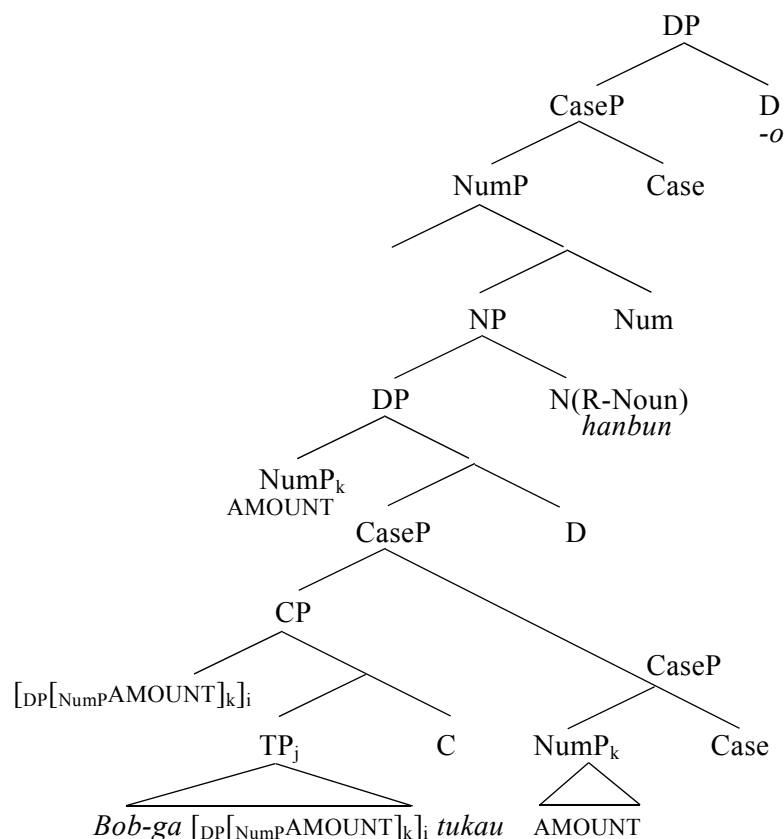 DP
CaseP D
-o
NumP Case
NP Num
DP N(R-Noun)
hanbun
NumPk
AMOUNT
CaseP D
CP
CaseP
[DP[NumPAMOUNT]k]i
TPj C NumPk Case
Bob-ga [DP[NumPAMOUNT]k]i tukau AMOUNT